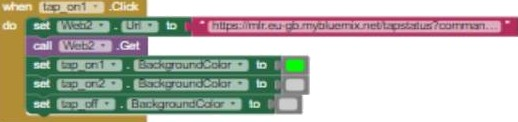 when tap_on1 .Click
do set Web2 . Url to " https://mlr.eu-gb.mybluemix.net/tapstatus?comman...
call Web2 .Get
set tap_on1 . BackgroundColor to
set tap_on2 . BackgroundColor to
set tap_off . BackgroundColor to